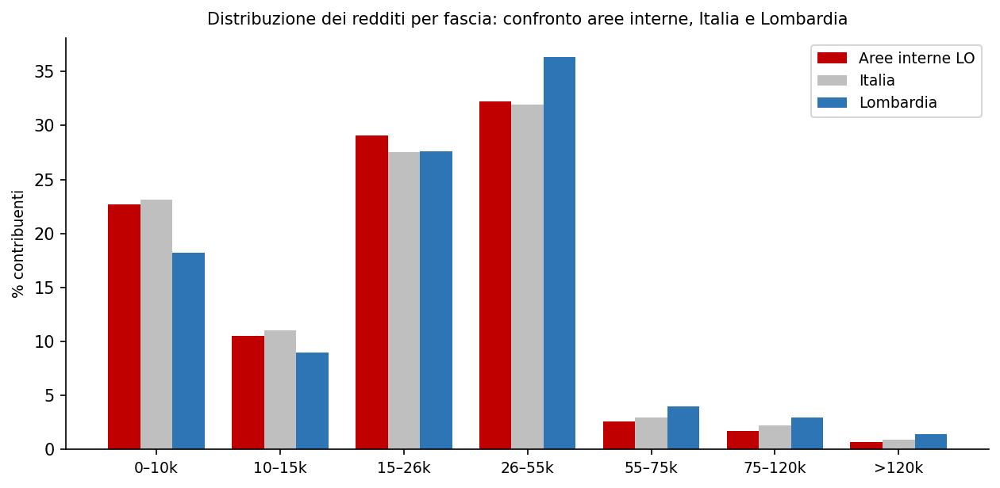 Distribuzione dei redditi per fascia: confronto aree interne, Italia e Lombardia
Aree interne LO
Italia
Lombardia
% contribuenti
35
30
25
20
15
10
5
0
0–10k
10–15k
15–26k
26–55k
55–75k
75–120k
>120k